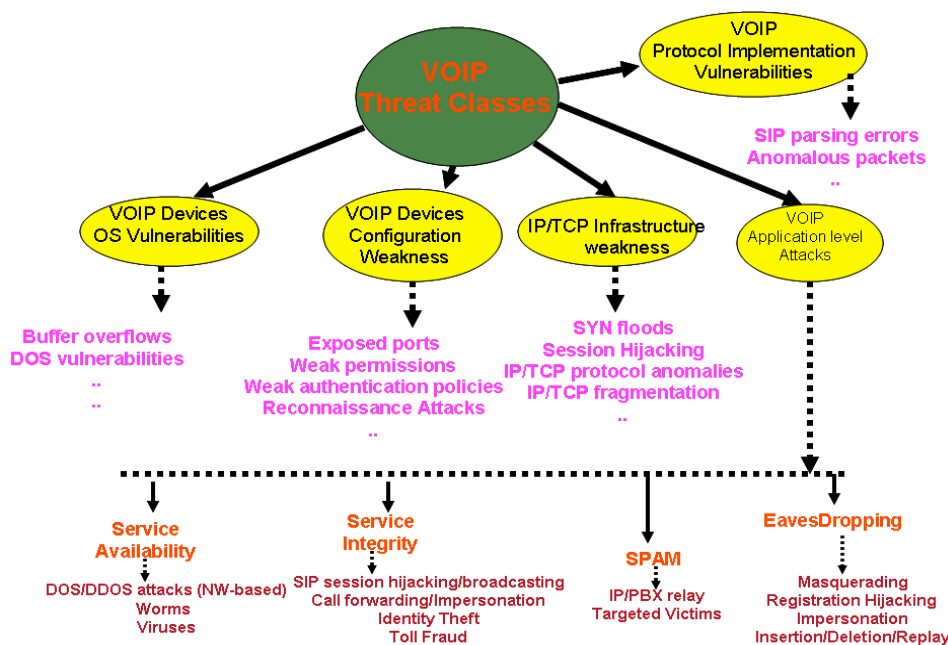 VOIP
Threat Classes
VOIP
Protocol Implementation
Vulnerabilities
SIP parsing errors
Anomalous packets
..
VOIP Devices
OS Vulnerabilities
Buffer overflows
DOS vulnerabilities
..
..
VOIP Devices
Configuration
Weakness
Exposed ports
Weak permissions
Weak authentication policies
Reconnaissance Attacks
..
IP/TCP Infrastructure
weakness
SYN floods
Session Hijacking
IP/TCP protocol anomalies
IP/TCP fragmentation
..
VOIP
Application level
Attacks
Service
Availability
DOS/DDOS attacks (NW-based)
Worms
Viruses
Service
Integrity
SIP session hijacking/broadcasting
Call forwarding/Impersonation
Identity Theft
Toll Fraud
SPAM
IP/PBX relay
Targeted Victims
EavesDropping
Masquerading
Registration Hijacking
Impersonation
Insertion/Deletion/Replay